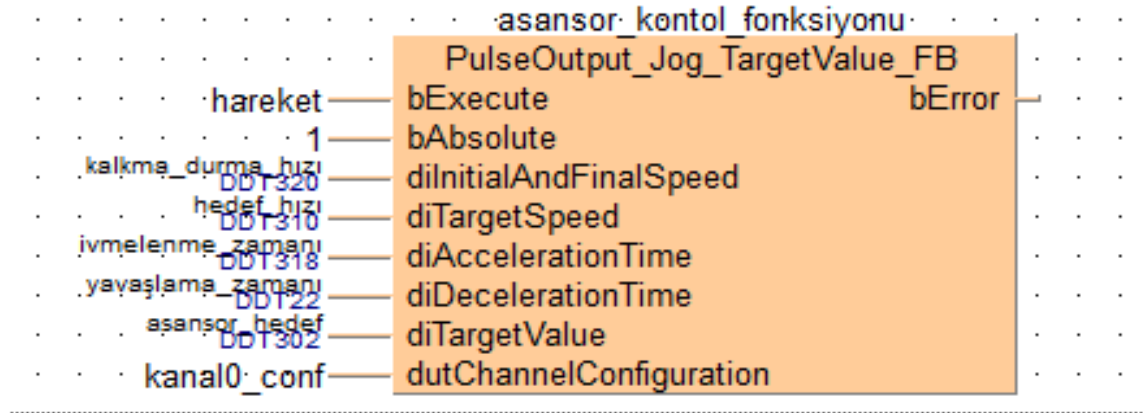 asansor_kontol_fonksiyonu
PulseOutput_Jog_TargetValue_FB
hareket bExecute bError
1 bAbsolute
kalkma_durma_hızı
DDT320 diInitialAndFinalSpeed
hedef_hızı
DDT310 diTargetSpeed
ivmelenme_zamanı
DDT318 diAccelerationTime
yavaşlama_zamanı
DDT22 diDecelerationTime
asansor_hedef
DDT302 diTargetValue
kanal0_conf dutChannelConfiguration